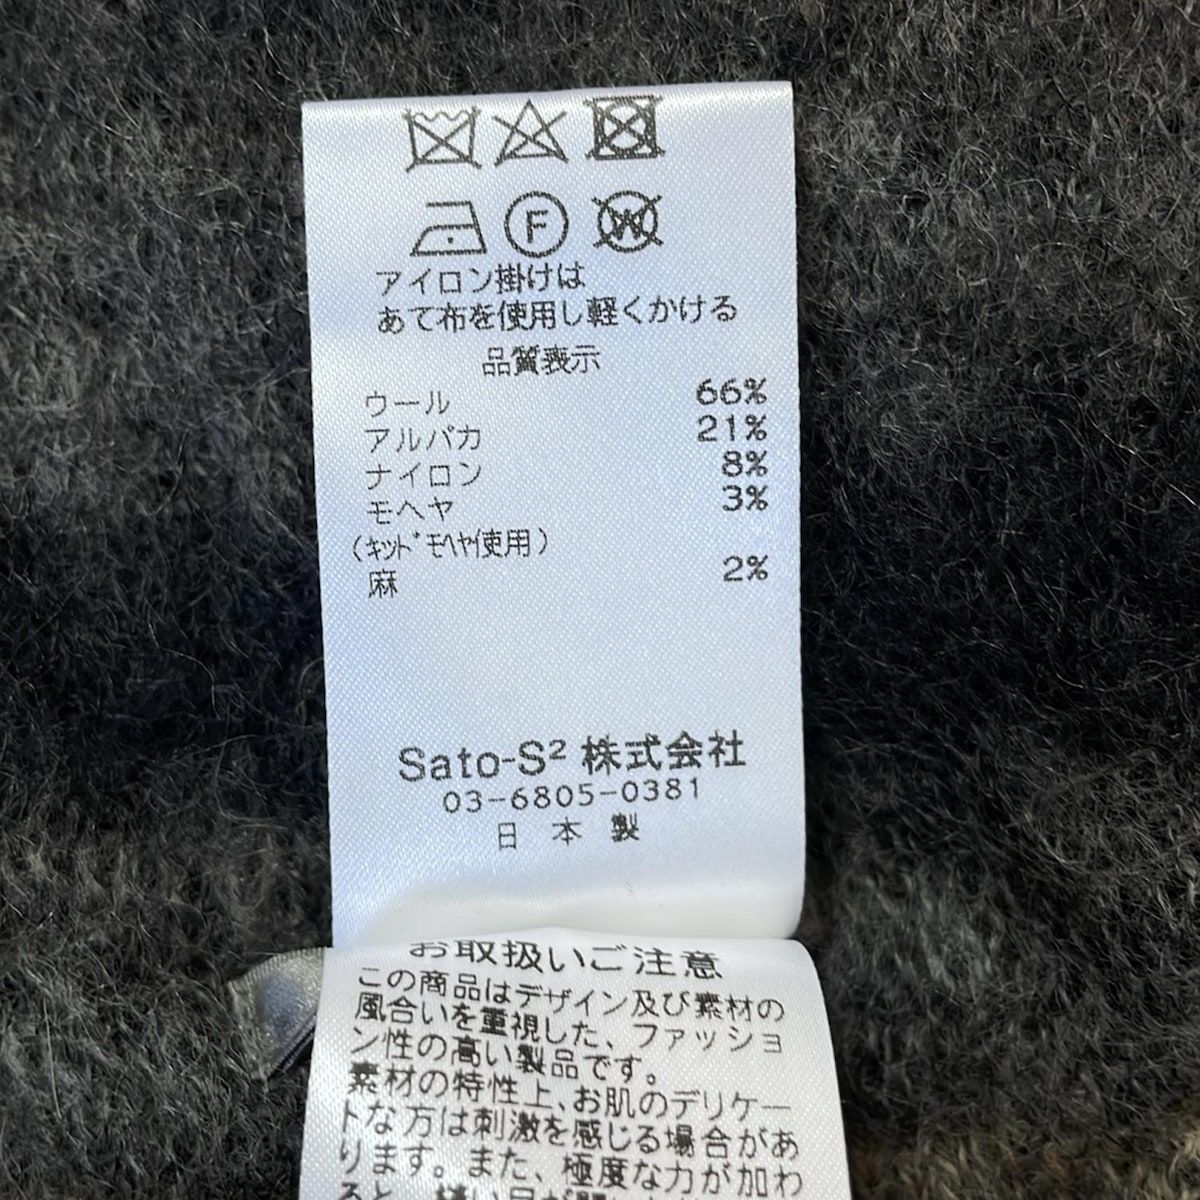 F W
アイロン掛けは
あて布を使用し軽くかける
品質表示
ウール 66%
アルパカ 21%
ナイロン 8%
モヘヤ 3%
(ｷｯﾄﾞﾓﾍﾔ使用)
麻 2%
Sato-S² 株式会社
03-6805-0381
日本製
お取扱いご注意
この商品はデザイン及び素材の
風合いを重視した、ファッショ
ン性の高い製品です。
素材の特性上、お肌のデリケー
トな方は刺激を感じる場合があ
ります。また、極度な力が加わ
ると、縫い目が